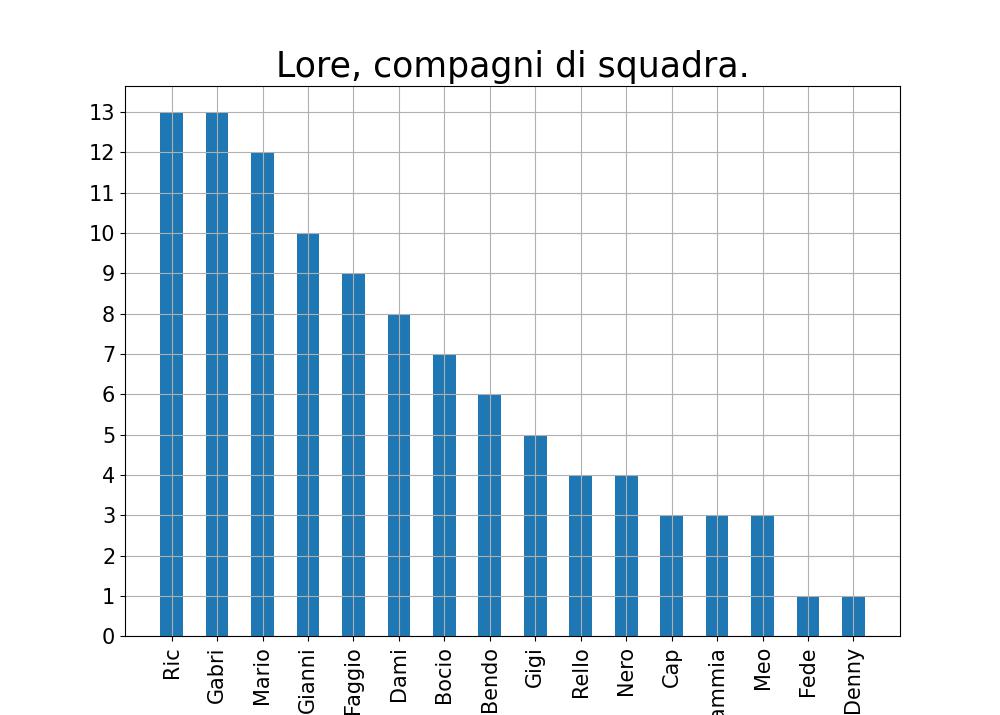 Lore, compagni di squadra.
13
12
11
10
9
8
7
6
5
4
3
2
1
0
Ric
Gabri
Mario
Gianni
Faggio
Dami
Bocio
Bendo
Gigi
Rello
Nero
Cap
Meo
Fede
Denny